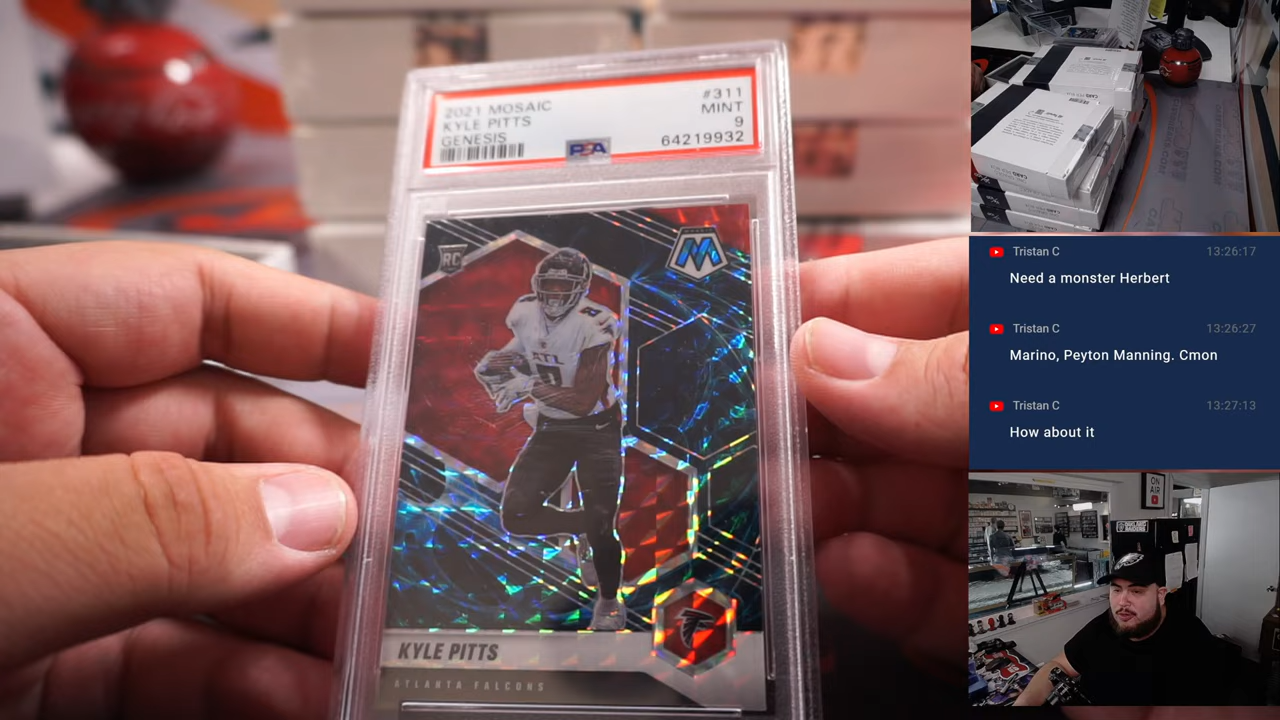 2021 MOSAIC
KYLE PITTS
GENESIS
#311
MINT
9
64219932
PSA
RC
M
ATL
8
KYLE PITTS
ATLANTA FALCONS
Tristan C 13:26:17
Need a monster Herbert
Tristan C 13:26:27
Marino, Peyton Manning. Cmon
Tristan C 13:27:13
How about it
ON
AIR